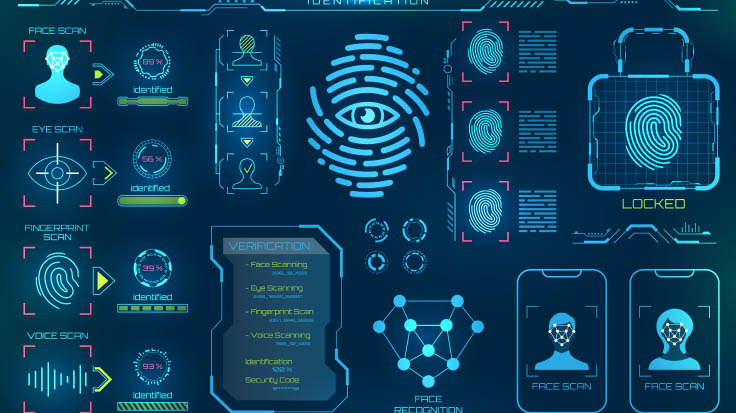 IDENTIFICATION
FACE SCAN
89 %
identified
EYE SCAN
56 %
identified
FINGERPRINT
SCAN
39 %
identified
VOICE SCAN
93 %
identified
VERIFICATION
- Face Scanning
- Eye Scanning
- Fingerprint Scan
- Voice Scanning
Identification
100 %
Security Code
FACE
RECOGNITION
LOCKED
FACE SCAN
FACE SCAN